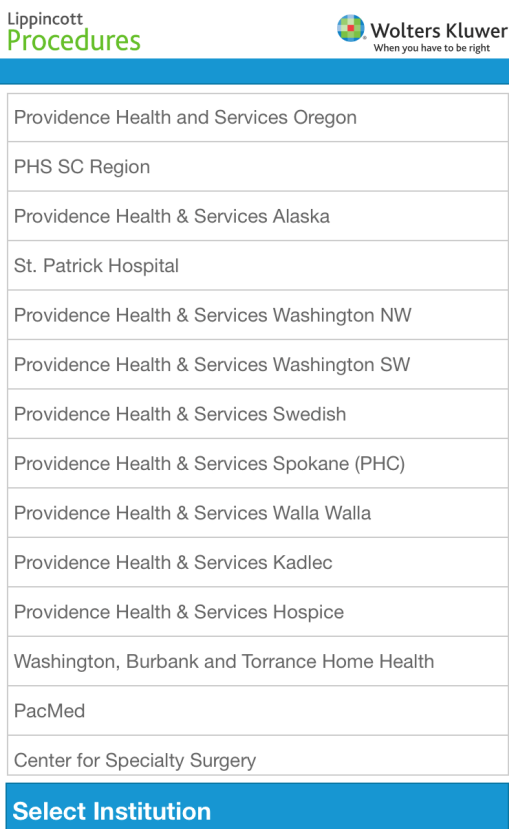 Lippincott
Procedures
Wolters Kluwer
When you have to be right
Providence Health and Services Oregon
PHS SC Region
Providence Health & Services Alaska
St. Patrick Hospital
Providence Health & Services Washington NW
Providence Health & Services Washington SW
Providence Health & Services Swedish
Providence Health & Services Spokane (PHC)
Providence Health & Services Walla Walla
Providence Health & Services Kadlec
Providence Health & Services Hospice
Washington, Burbank and Torrance Home Health
PacMed
Center for Specialty Surgery
Select Institution